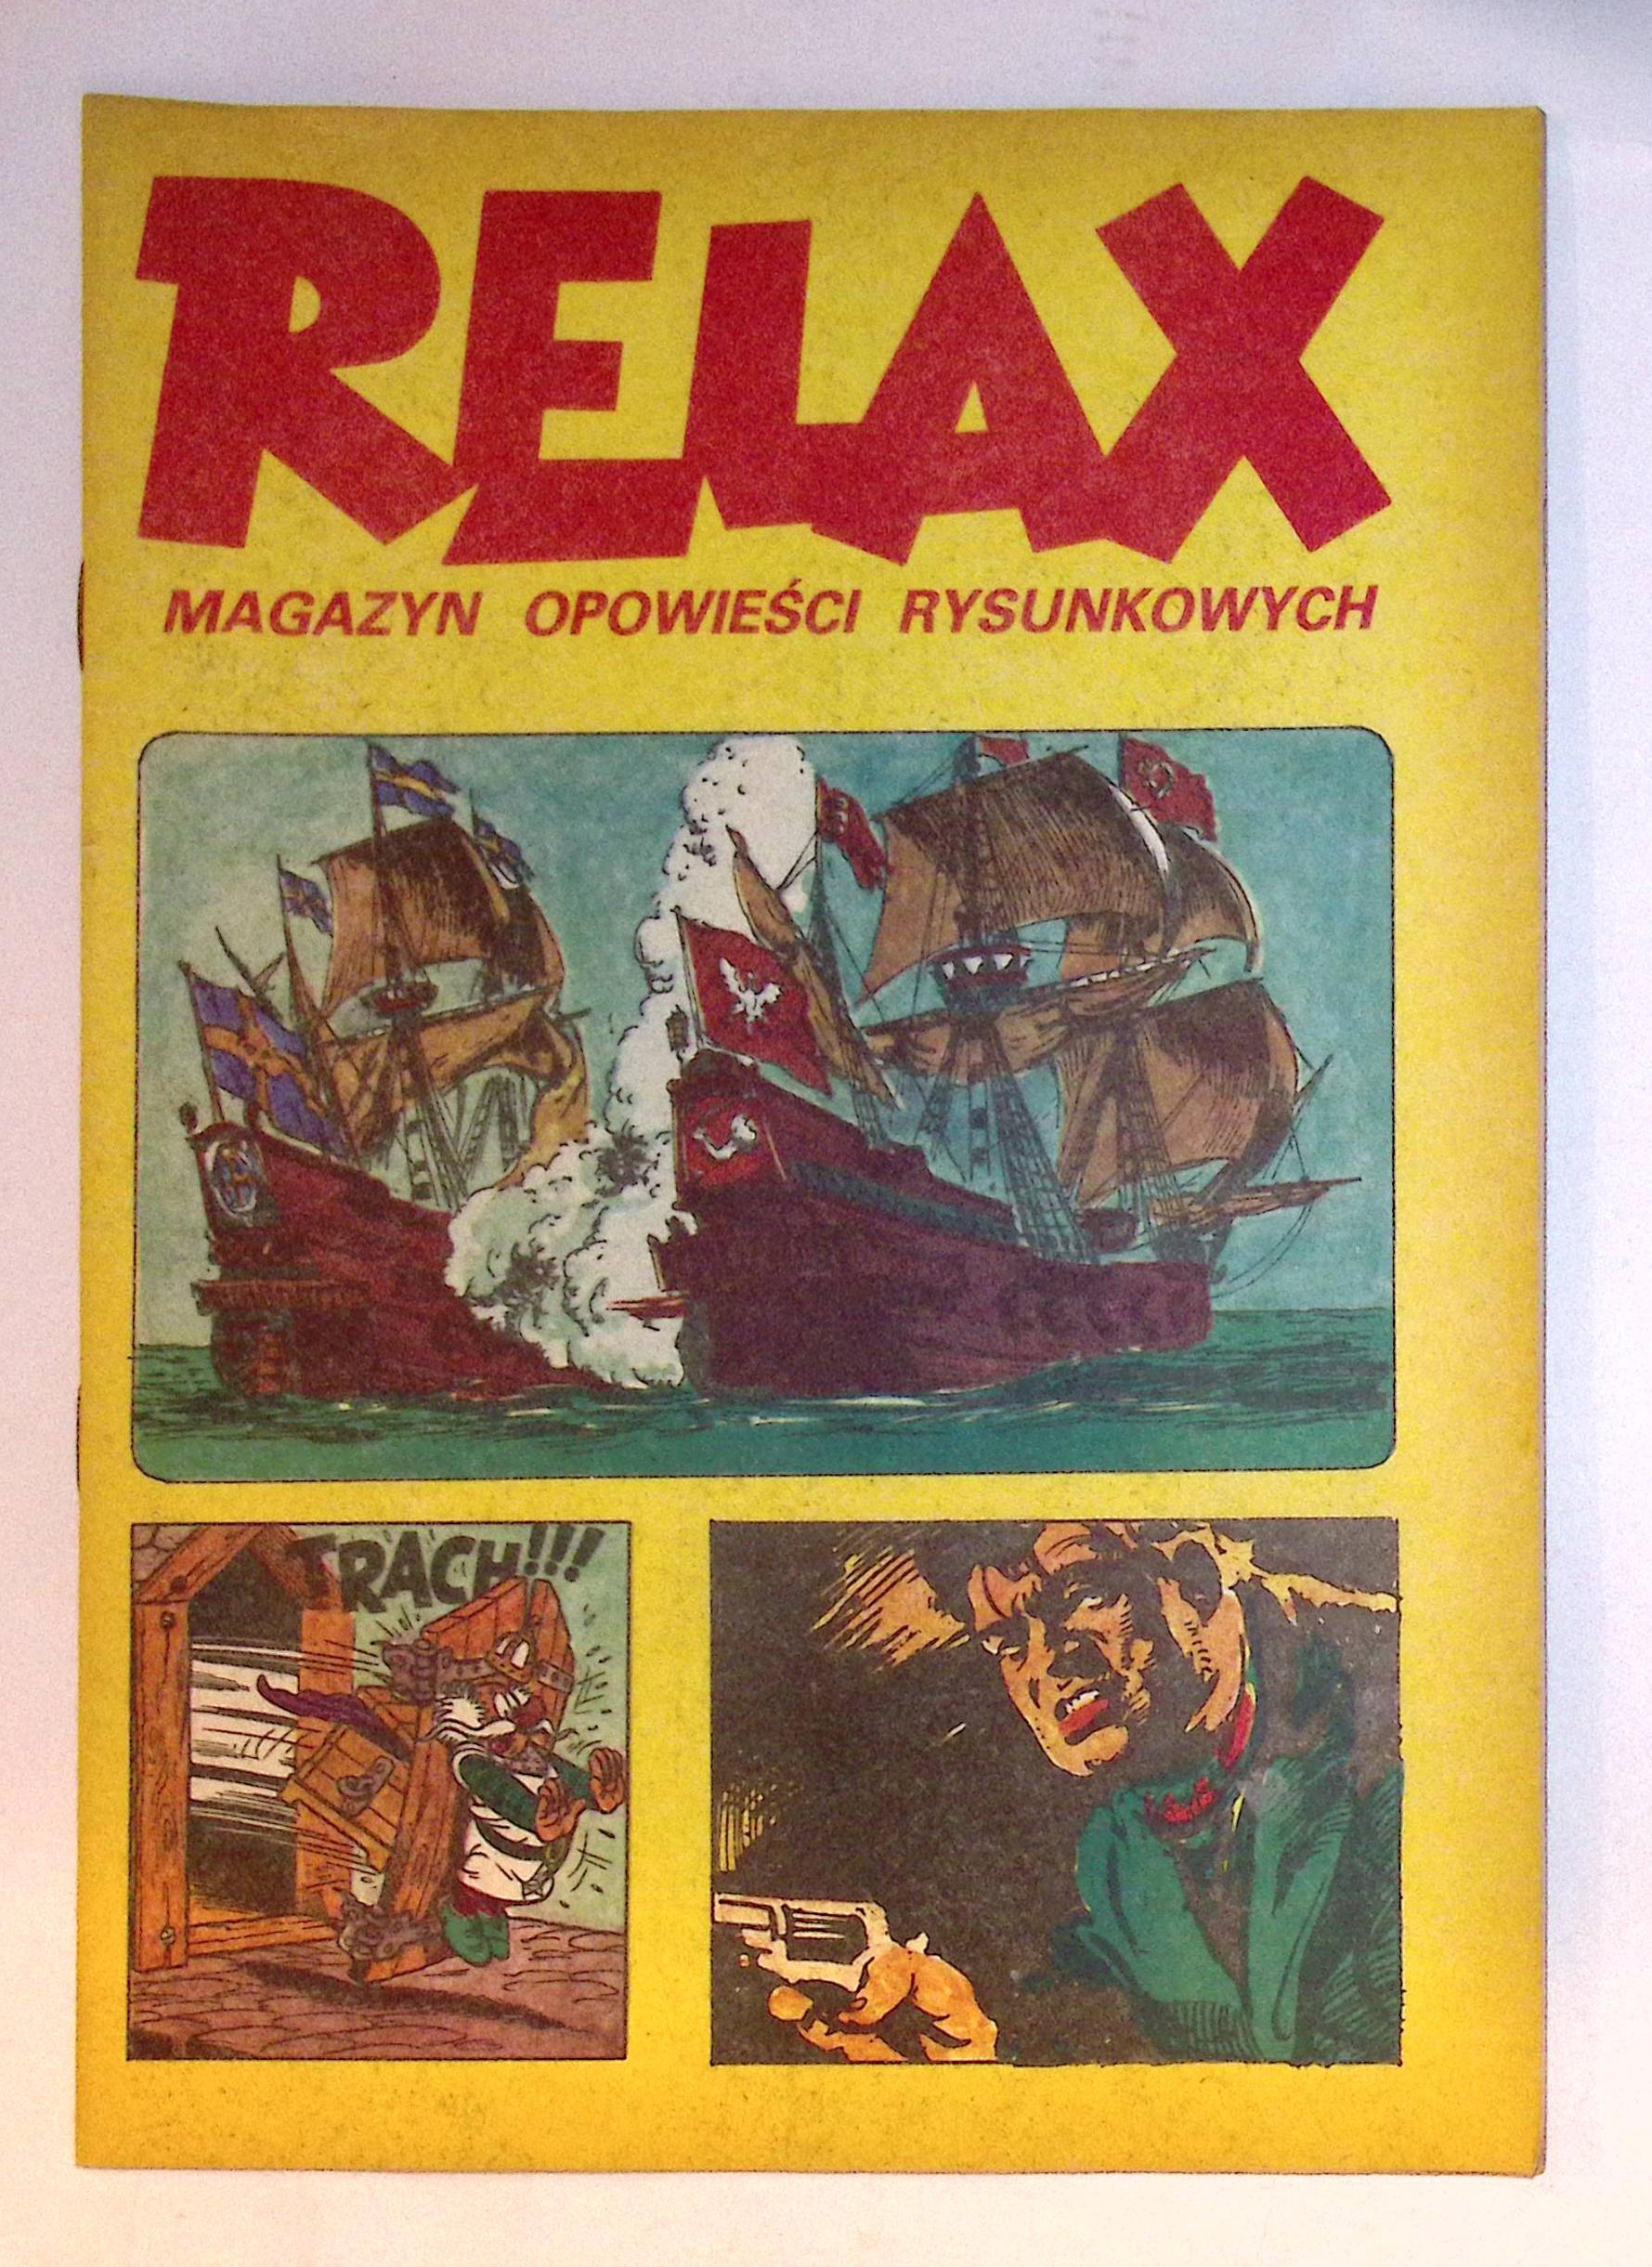 RELAX
MAGAZYN OPOWIEŚCI RYSUNKOWYCH
TRACH!!!